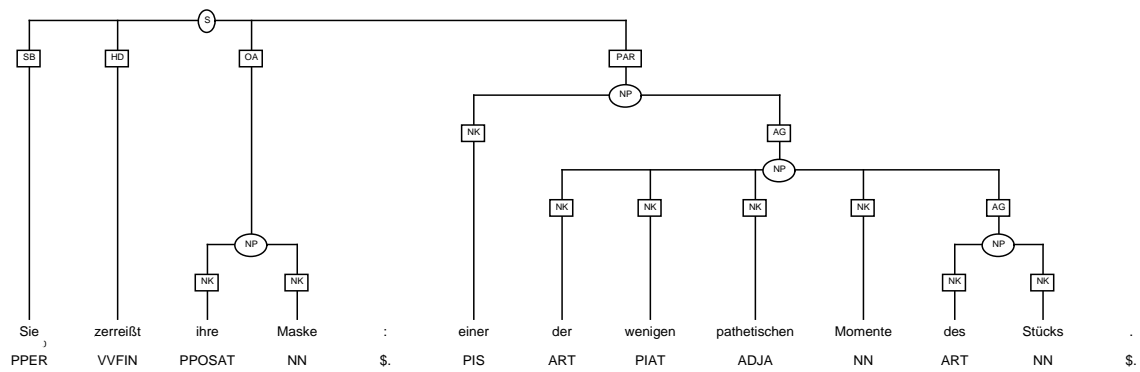 S
SB HD OA PAR
NP
NK AG
NP
NK NK NK NK AG
NP NP
NK NK NK NK
Sie zerreißt ihre Maske : einer der wenigen pathetischen Momente des Stücks .
PPER VVFIN PPOSAT NN $. PIS ART PIAT ADJA NN ART NN $.